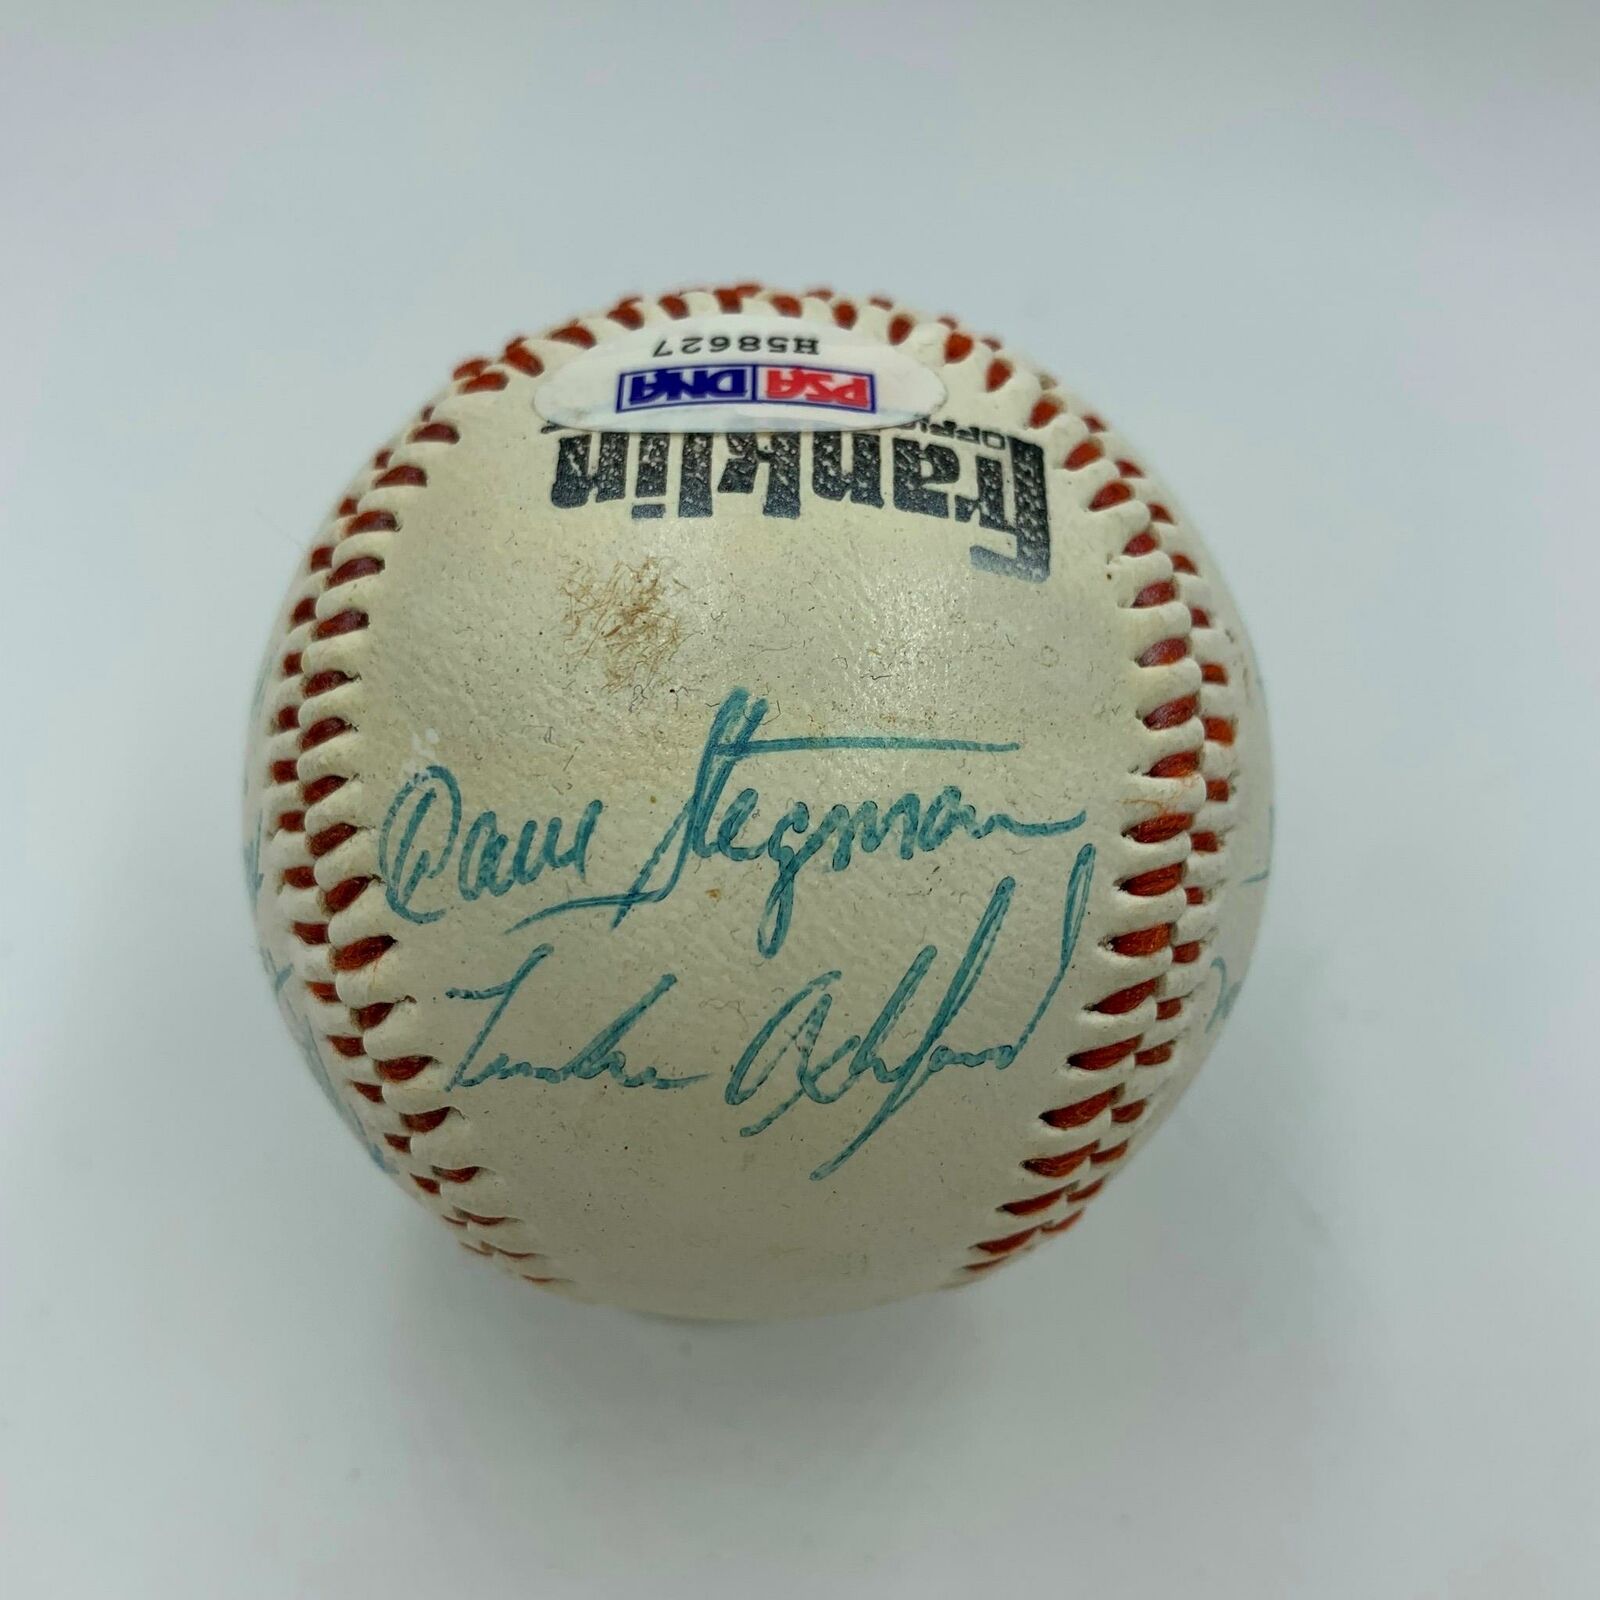 H58627
PSA DNA
Franklin
Dave Stegman
Tucker Ashford